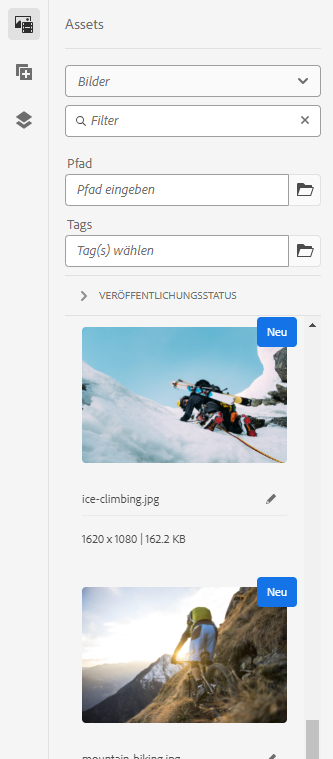 Assets
Bilder
Filter
Pfad
Pfad eingeben
Tags
Tag(s) wählen
VERÖFFENTLICHUNGSSTATUS
Neu
ice-climbing.jpg
1620 x 1080 | 162.2 KB
Neu
mountain-biking.jpg